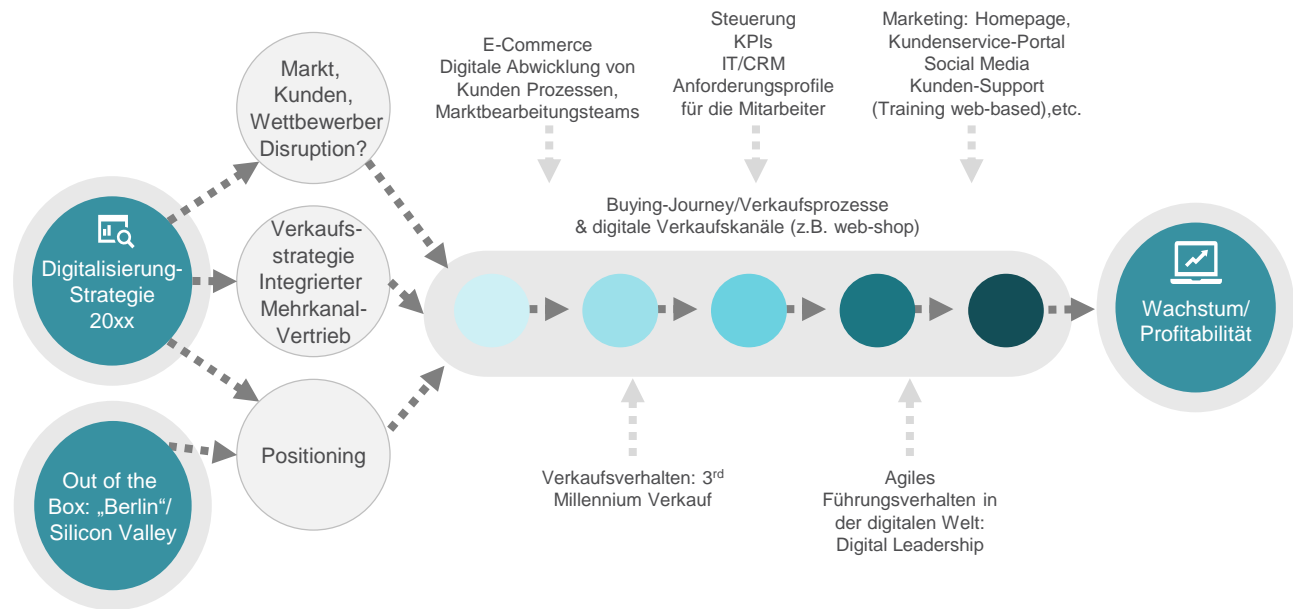 Markt,
Kunden,
Wettbewerber
Disruption?
E-Commerce
Digitale Abwicklung von
Kunden Prozessen,
Marktbearbeitungsteams
Steuerung
KPIs
IT/CRM
Anforderungsprofile
für die Mitarbeiter
Marketing: Homepage,
Kundenservice-Portal
Social Media
Kunden-Support
(Training web-based),etc.
Buying-Journey/Verkaufsprozesse
& digitale Verkaufskanäle (z.B. web-shop)
Digitalisierung-
Strategie
20xx
Verkaufs-
strategie
Integrierter
Mehrkanal-
Vertrieb
Wachstum/
Profitabilität
Positioning
Out of the
Box: „Berlin“/
Silicon Valley
Verkaufsverhalten: 3rd
Millennium Verkauf
Agiles
Führungsverhalten in
der digitalen Welt:
Digital Leadership